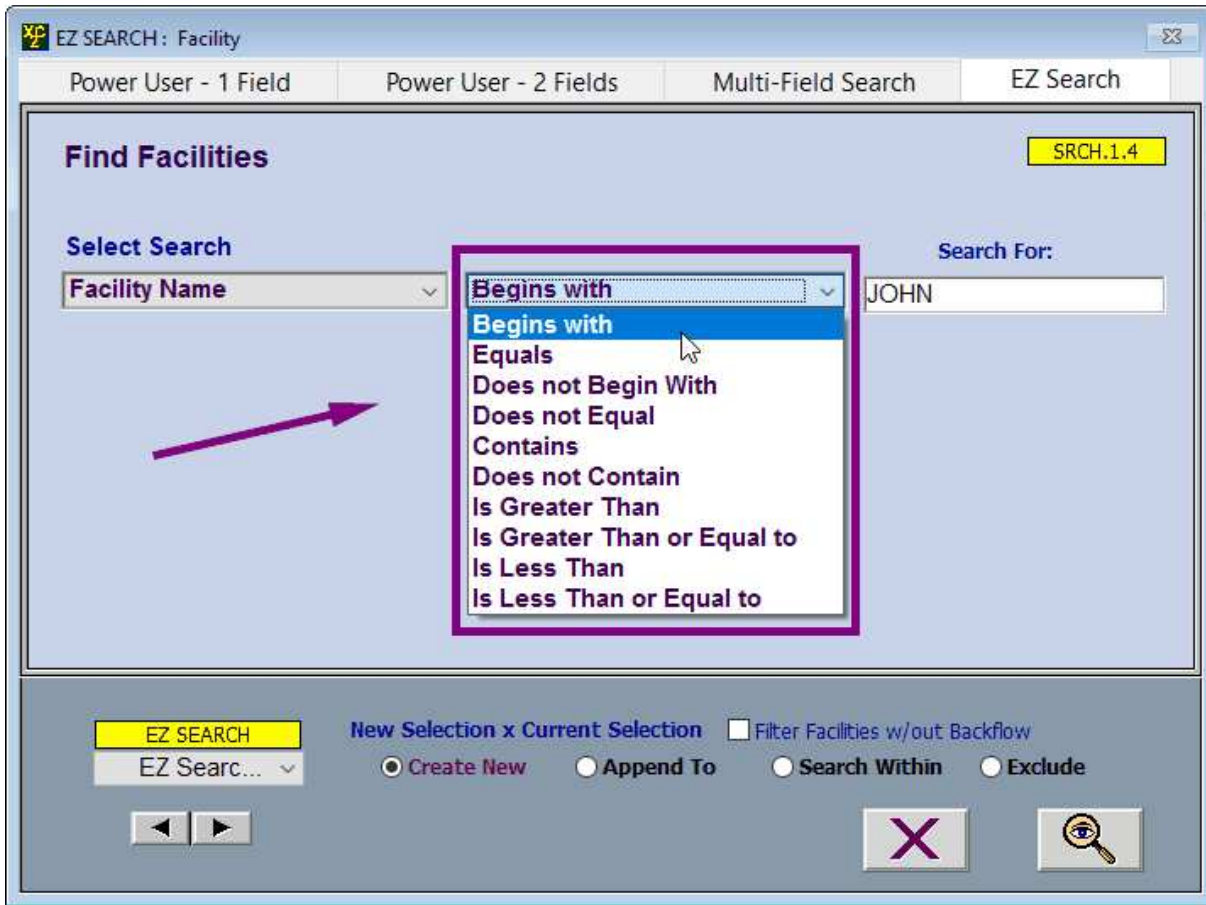 EZ SEARCH : Facility
Power User - 1 Field
Power User - 2 Fields
Multi-Field Search
EZ Search
Find Facilities
SRCH.1.4
Select Search
Search For:
Facility Name
Begins with
JOHN
Begins with
Equals
Does not Begin With
Does not Equal
Contains
Does not Contain
Is Greater Than
Is Greater Than or Equal to
Is Less Than
Is Less Than or Equal to
EZ SEARCH
New Selection x Current Selection
Filter Facilities w/out Backflow
EZ Searc...
Create New
Append To
Search Within
Exclude